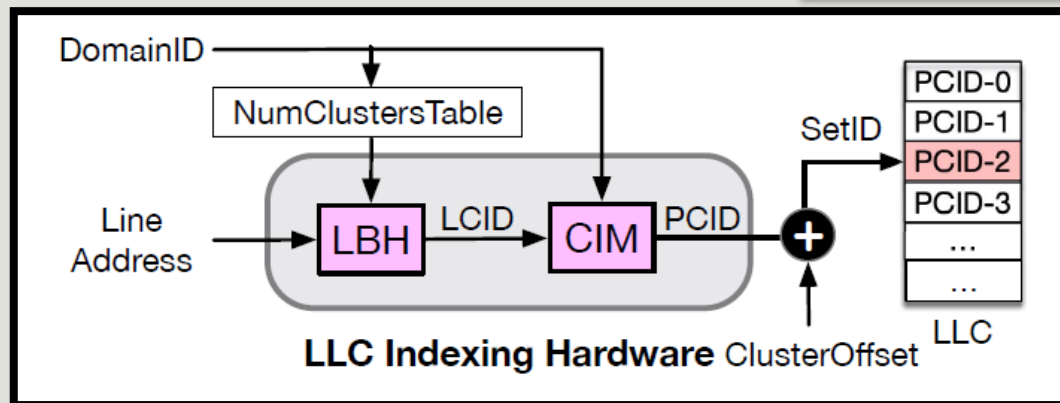 DomainID
NumClustersTable
Line
Address
LBH
LCID
CIM
PCID
+
SetID
PCID-0
PCID-1
PCID-2
PCID-3
...
...
LLC
LLC Indexing Hardware
ClusterOffset